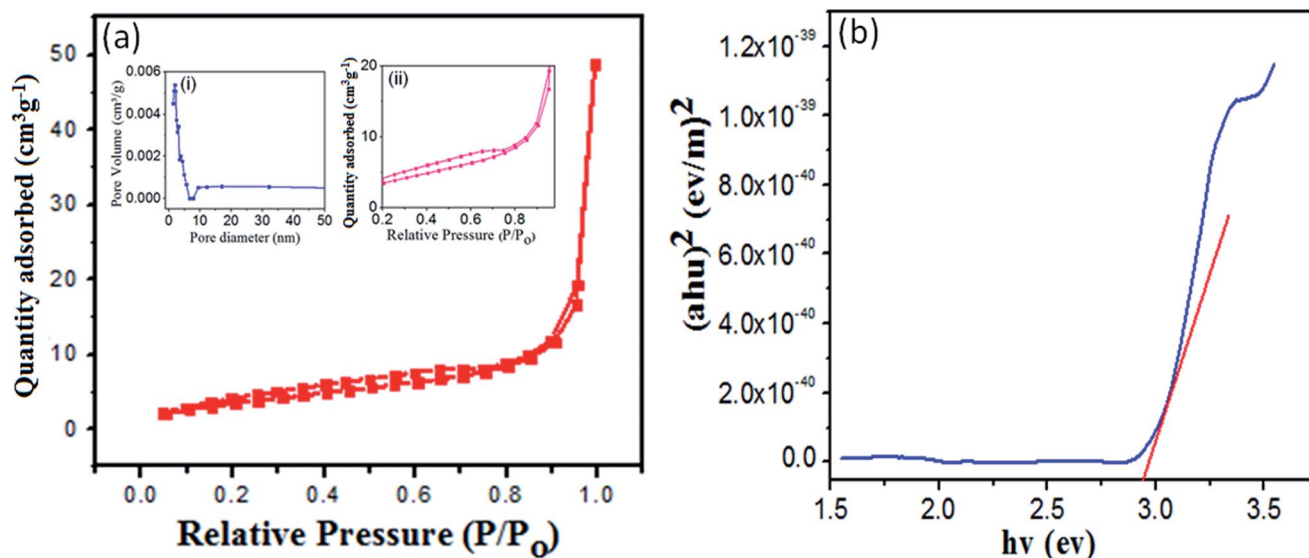 (a)
Quantity adsorbed (cm³g⁻¹)
50
40
30
20
10
0
0.0 0.2 0.4 0.6 0.8 1.0
Relative Pressure (P/Pₒ)
(i)
Pore Volume (cm³/g)
0.006
0.004
0.002
0.000
0 10 20 30 40 50
Pore diameter (nm)
(ii)
Quantity adsorbed (cm³g⁻¹)
20
10
0
0.2 0.4 0.6 0.8
Relative Pressure (P/Pₒ)
(b)
(ahu)² (ev/m)²
1.2x10⁻³⁹
1.0x10⁻³⁹
8.0x10⁻⁴⁰
6.0x10⁻⁴⁰
4.0x10⁻⁴⁰
2.0x10⁻⁴⁰
0.0
1.5 2.0 2.5 3.0 3.5
hv (ev)